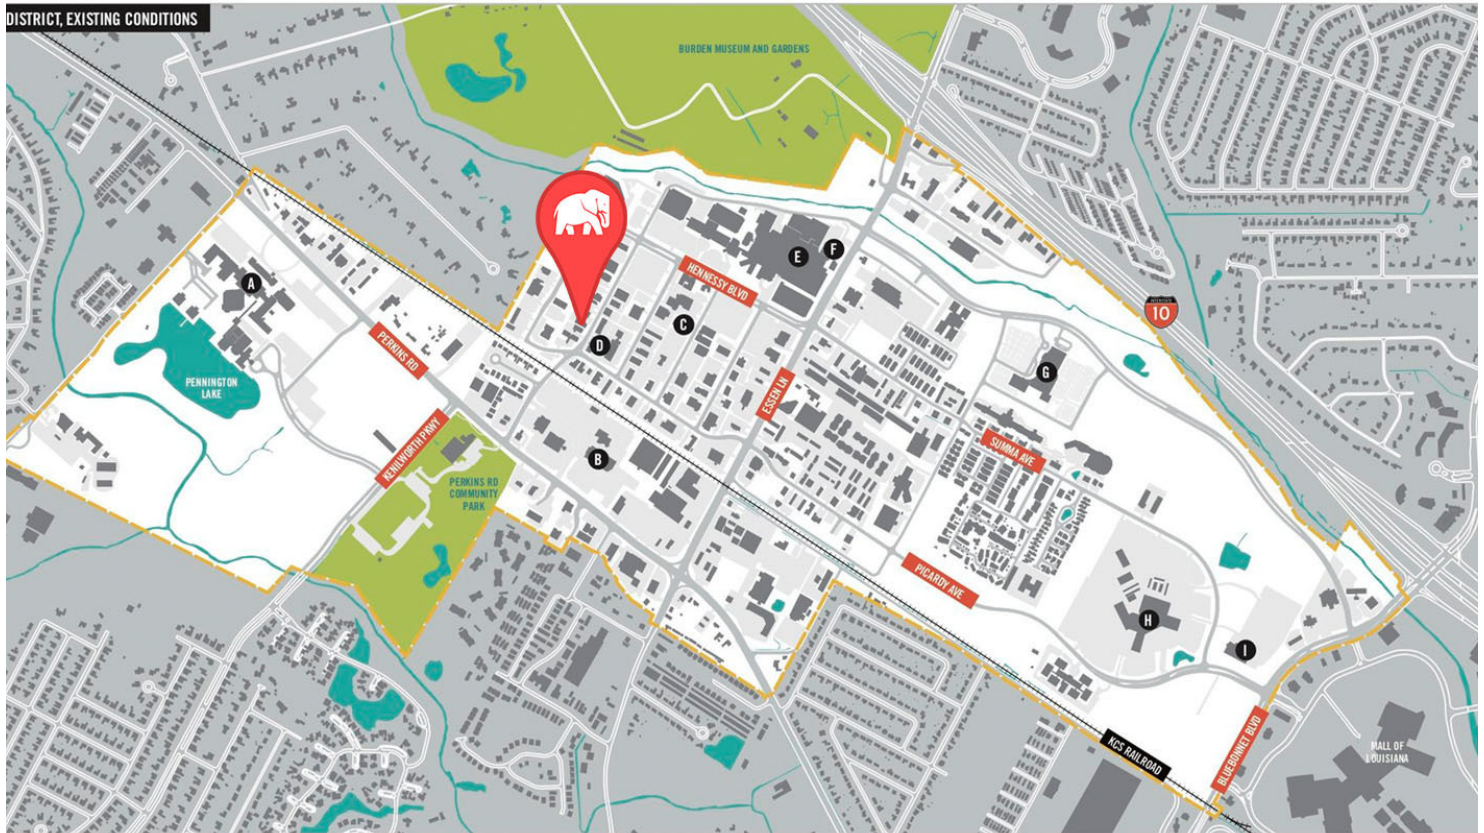 DISTRICT, EXISTING CONDITIONS
BURDEN MUSEUM AND GARDENS
E
F
HENNESSY BLVD
A
C
INTERSTATE
10
D
PERKINS RD
PENNINGTON
LAKE
G
ESSEN LN
KENILWORTH PKWY
SUMMA AVE
B
PERKINS RD
COMMUNITY
PARK
PICARDY AVE
H
I
BLUEBONNET BLVD
KCS RAILROAD
MALL OF
LOUISIANA